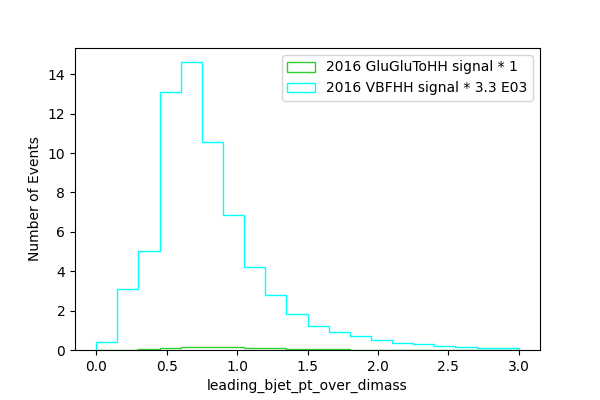 2016 GluGluToHH signal * 1
2016 VBFHH signal * 3.3 E03
Number of Events
14
12
10
8
6
4
2
0
0.0 0.5 1.0 1.5 2.0 2.5 3.0
leading_bjet_pt_over_dimass